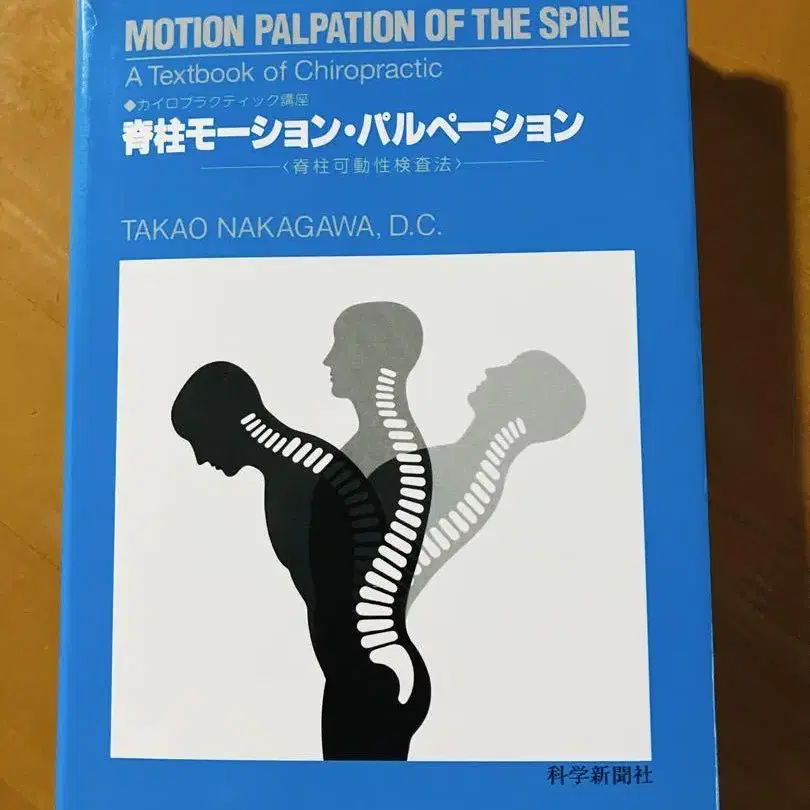 MOTION PALPATION OF THE SPINE
A Textbook of Chiropractic
◆カイロプラクティック講座
脊柱モーション・パルペーション
〈脊柱可動性検査法〉
TAKAO NAKAGAWA, D.C.
科学新聞社